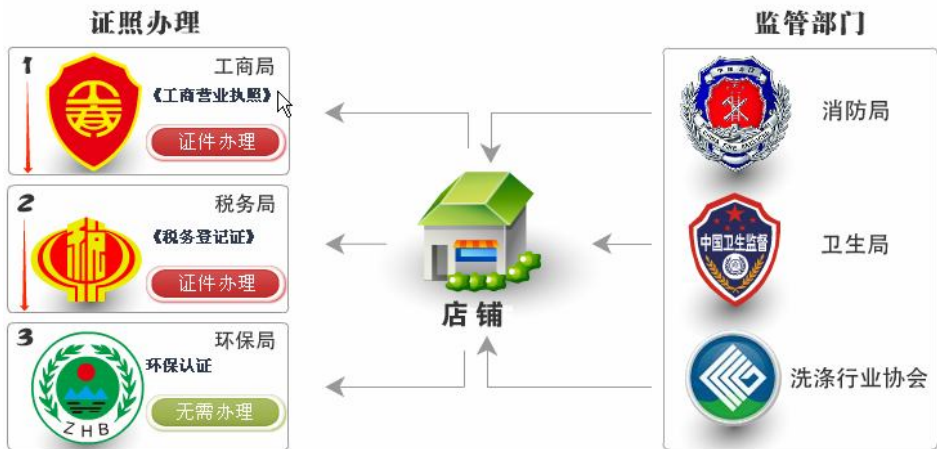 证照办理
监管部门
1
工商局
《工商营业执照》
证件办理
2
税务局
税
《税务登记证》
证件办理
3
环保局
环保认证
无需办理
ZHB
店铺
消防局
中国卫生监督
卫生局
洗涤行业协会